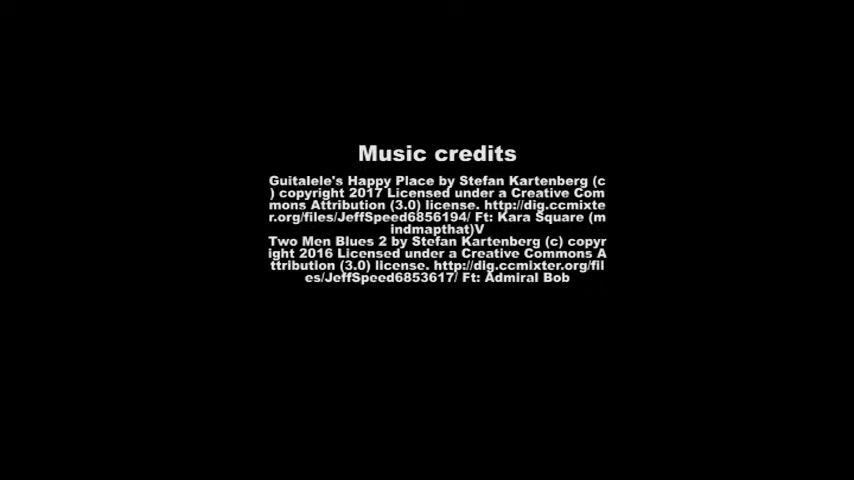 Music credits
Guitalele's Happy Place by Stefan Kartenberg (c
) copyright 2017 Licensed under a Creative Com
mons Attribution (3.0) license. http://dig.ccmixte
r.org/files/JeffSpeed6856194/ Ft: Kara Square (m
indmapthat)V
Two Men Blues 2 by Stefan Kartenberg (c) copyr
ight 2016 Licensed under a Creative Commons A
ttribution (3.0) license. http://dig.ccmixter.org/fil
es/JeffSpeed6853617/ Ft: Admiral Bob